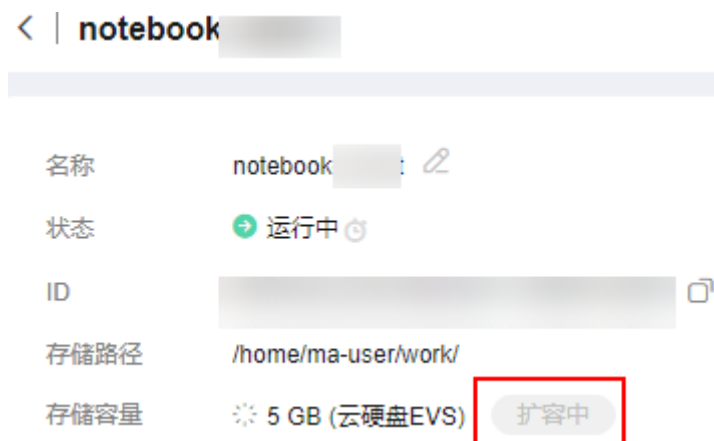 notebook
名称 notebook
状态 运行中
ID
存储路径 /home/ma-user/work/
存储容量 5 GB (云硬盘EVS) 扩容中